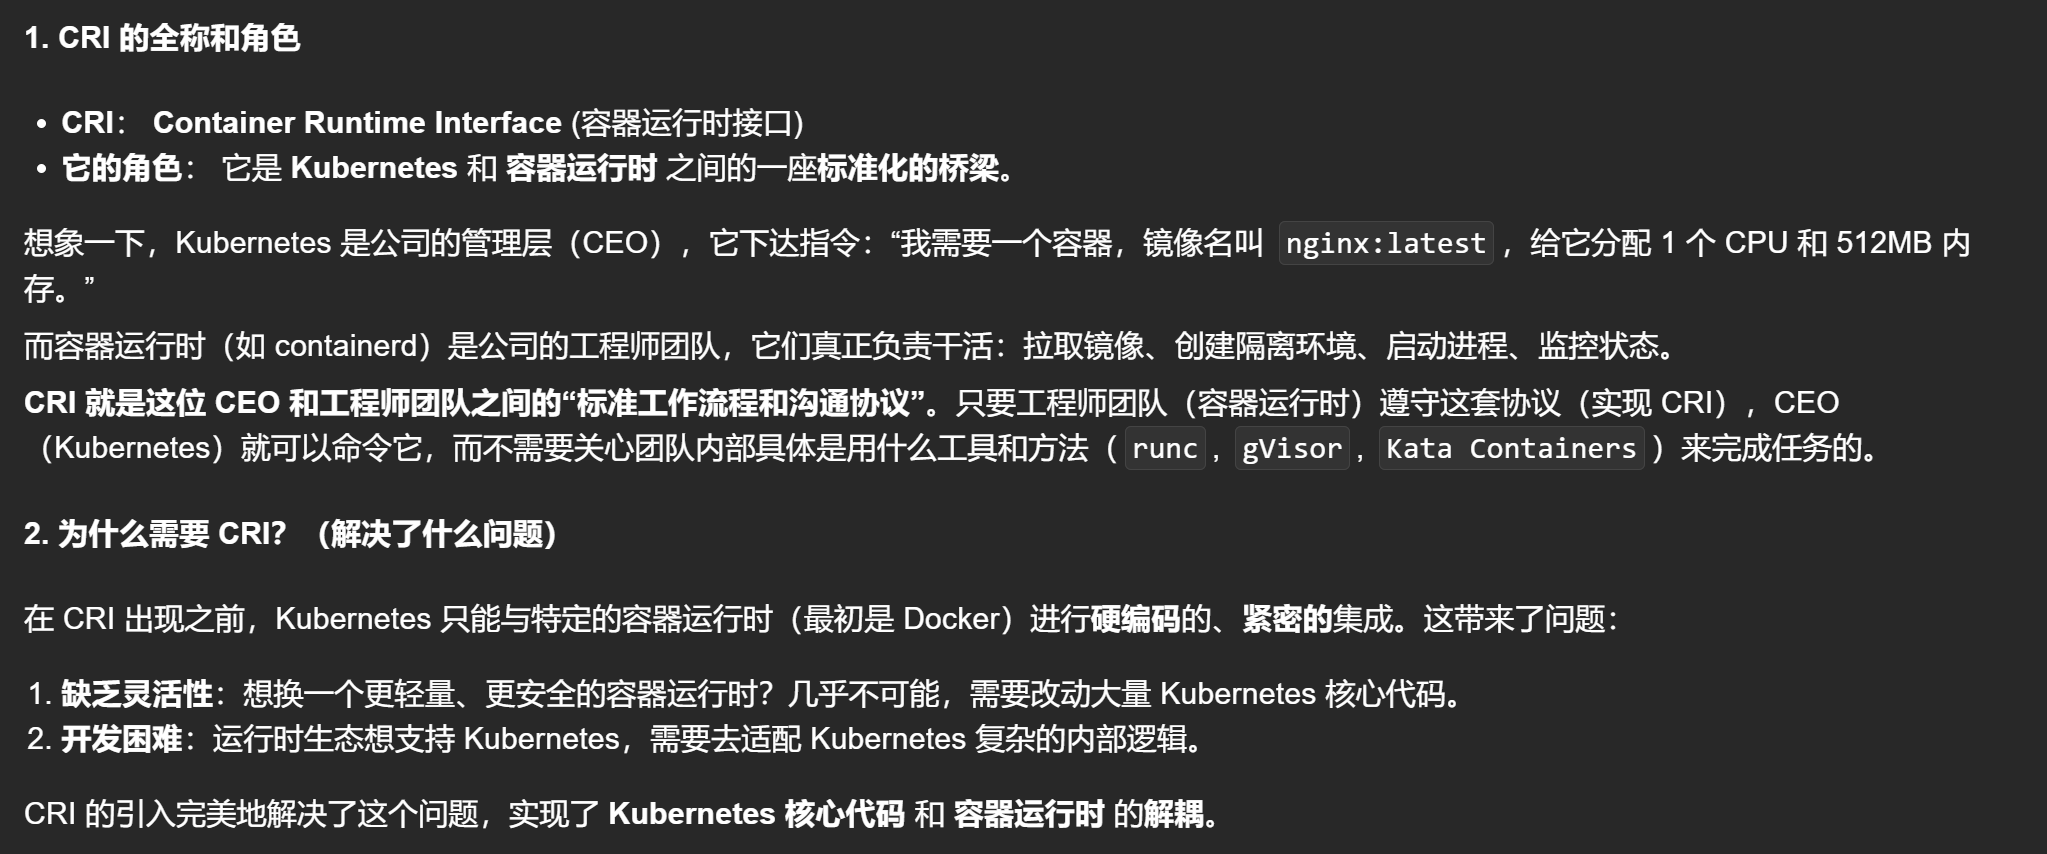 1. CRI 的全称和角色
• CRI： Container Runtime Interface (容器运行时接口)
• 它的角色： 它是 Kubernetes 和 容器运行时 之间的一座标准化的桥梁。
想象一下，Kubernetes 是公司的管理层（CEO），它下达指令：“我需要一个容器，镜像名叫 nginx:latest ，给它分配 1 个 CPU 和 512MB 内
存。”
而容器运行时（如 containerd）是公司的工程师团队，它们真正负责干活：拉取镜像、创建隔离环境、启动进程、监控状态。
CRI 就是这位 CEO 和工程师团队之间的“标准工作流程和沟通协议”。只要工程师团队（容器运行时）遵守这套协议（实现 CRI），CEO
（Kubernetes）就可以命令它，而不需要关心团队内部具体是用什么工具和方法（ runc ，gVisor ，Kata Containers ）来完成任务的。
2. 为什么需要 CRI？（解决了什么问题）
在 CRI 出现之前，Kubernetes 只能与特定的容器运行时（最初是 Docker）进行硬编码的、紧密的集成。这带来了问题：
1. 缺乏灵活性：想换一个更轻量、更安全的容器运行时？几乎不可能，需要改动大量 Kubernetes 核心代码。
2. 开发困难：运行时生态想支持 Kubernetes，需要去适配 Kubernetes 复杂的内部逻辑。
CRI 的引入完美地解决了这个问题，实现了 Kubernetes 核心代码 和 容器运行时 的解耦。